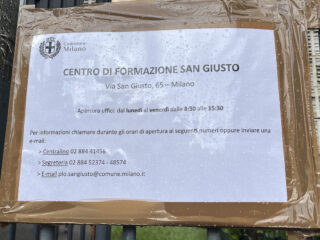 Comune
Milano
CENTRO DI FORMAZIONE SAN GIUSTO
Via San Giusto, 65 – Milano
Apertura uffici: dal lunedì al venerdì dalle 8:30 alle 15:30
Per informazioni chiamare durante gli orari di apertura ai seguenti numeri oppure inviare una
e-mail:
> Centralino 02 884 41456
> Segreteria 02 884 52374 - 48574
> E-mail plo.sangiusto@comune.milano.it